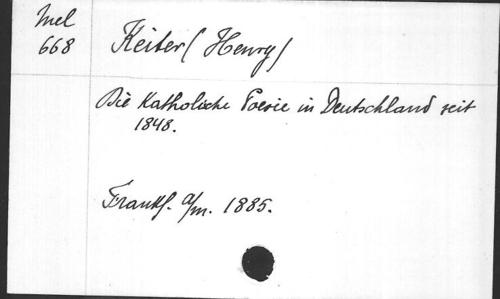 Mel
668
Keiter (Henry)
Die Katholische Poesie in Deutschland seit
1848.
Frankf. a/m. 1885.